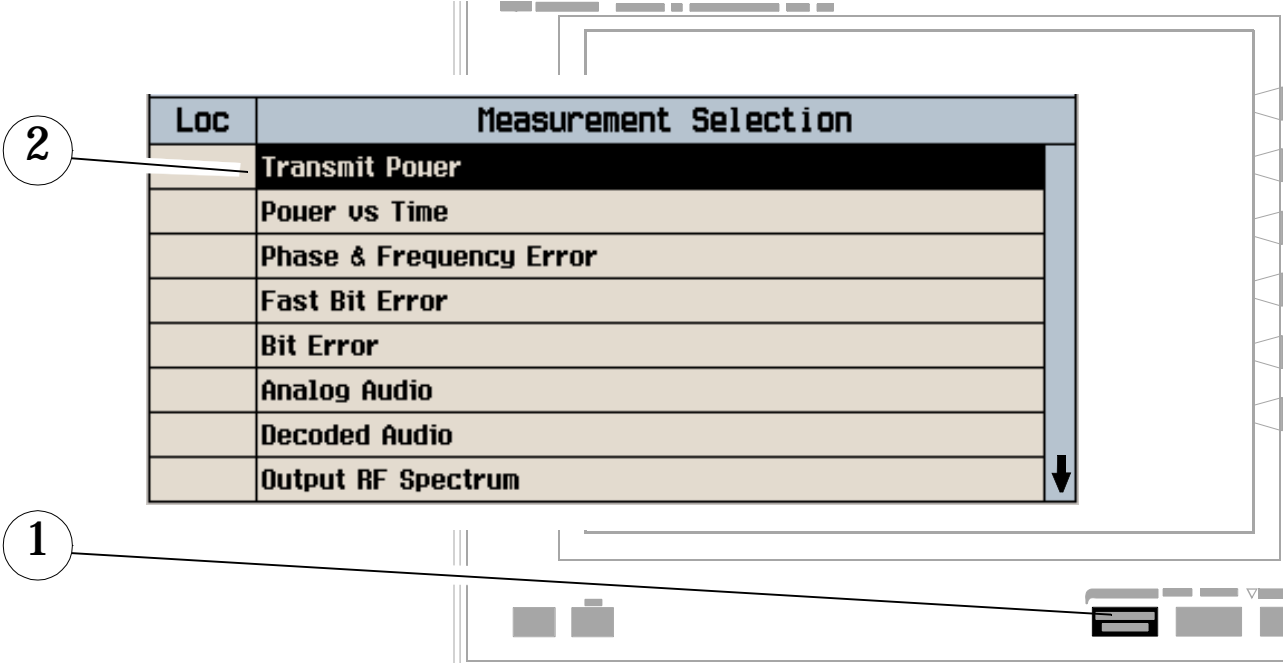 Loc Measurement Selection
2
Transmit Power
Power vs Time
Phase & Frequency Error
Fast Bit Error
Bit Error
Analog Audio
Decoded Audio
Output RF Spectrum
1